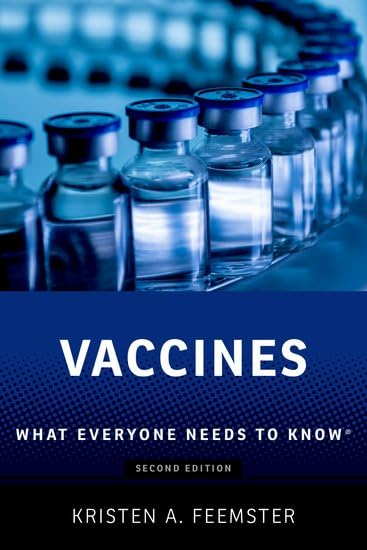 VACCINES
WHAT EVERYONE NEEDS TO KNOW®
SECOND EDITION
KRISTEN A. FEEMSTER